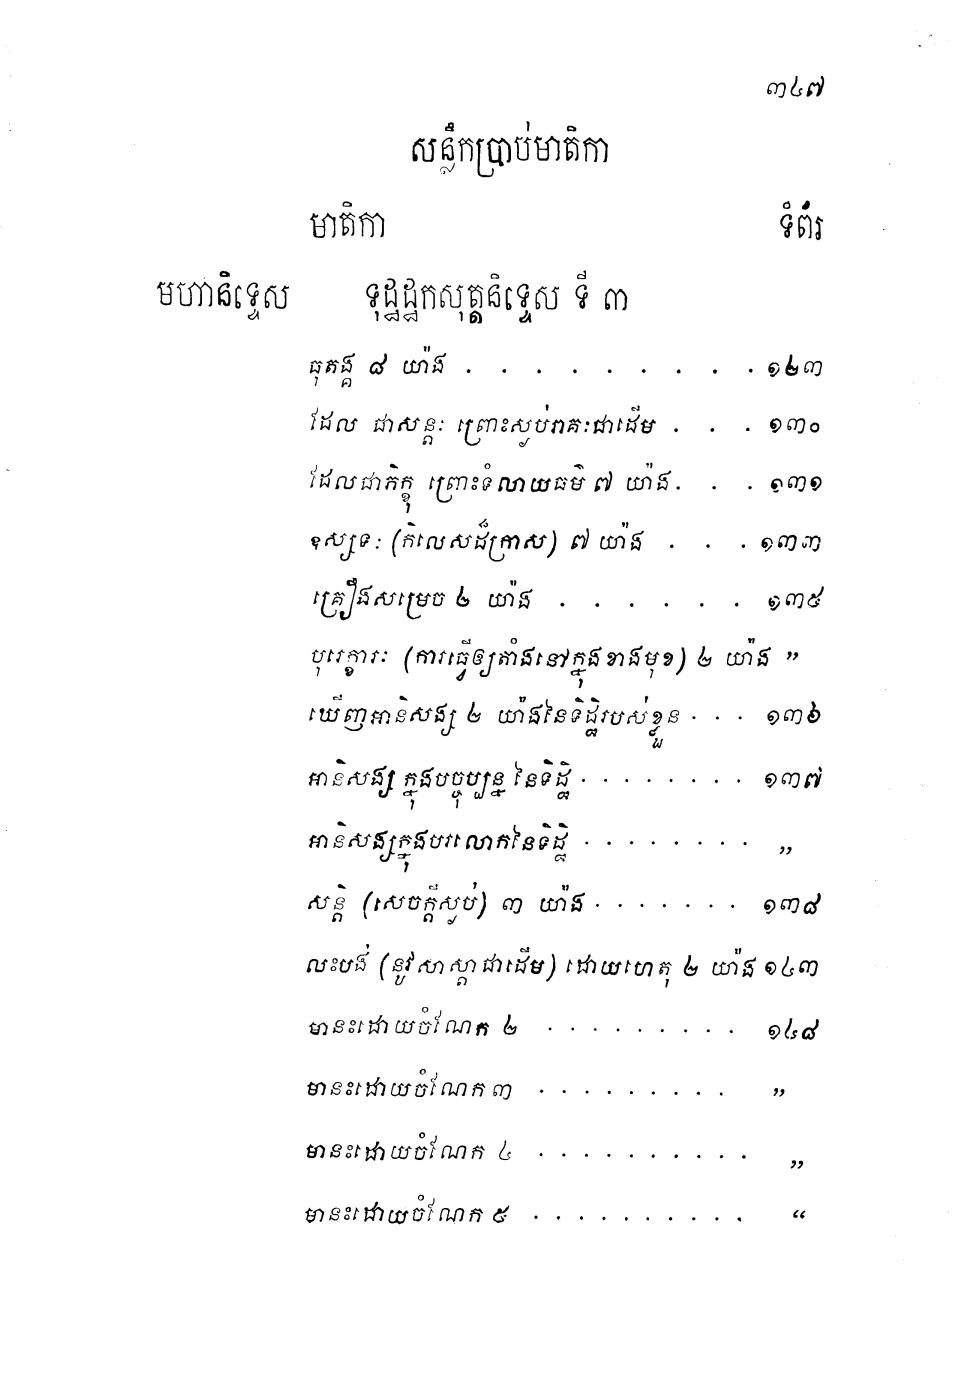 ៣៤៧
សន្លឹកប្រាប់មាតិកា
មាតិកា ទំព័រ
មហានិទ្ទេស ទុដ្ឋដ្ឋកសុត្តនិទ្ទេស ទី ៣
ធុតង្គ ៨ យ៉ាង . . . . . . . . . ១២៣
ដែល ជាសន្តៈ ព្រោះស្ងប់រាគៈជាដើម . . . ១៣០
ដែលជាភិក្ខុ ព្រោះទំលាយធម៌ ៧ យ៉ាង . . . ១៣១
ឧស្សទៈ (កិលេសដ៏ក្រាស) ៧ យ៉ាង . . . ១៣៣
គ្រឿងសម្រេច ២ យ៉ាង . . . . . . ១៣៥
បុរេក្ខារៈ (ការធ្វើឲ្យតាំងនៅក្នុងខាងមុខ) ២ យ៉ាង ”
ឃើញអានិសង្ស ២ យ៉ាងនៃទិដ្ឋិរបស់ខ្លួន . . . ១៣៦
អានិសង្ស ក្នុងបច្ចុប្បន្ន នៃទិដ្ឋិ . . . . . . . . ១៣៧
អានិសង្សក្នុងបរលោកនៃទិដ្ឋិ . . . . . . . . ”
សន្តិ (សេចក្តីស្ងប់) ៣ យ៉ាង . . . . . . . ១៣៨
លះបង់ (នូវសាស្តាជាដើម) ដោយហេតុ ២ យ៉ាង ១៤៣
មានះដោយចំណែក ២ . . . . . . . . . ១៤៨
មានះដោយចំណែក ៣ . . . . . . . . . ”
មានះដោយចំណែក ៤ . . . . . . . . . . ”
មានះដោយចំណែក ៥ . . . . . . . . . . “